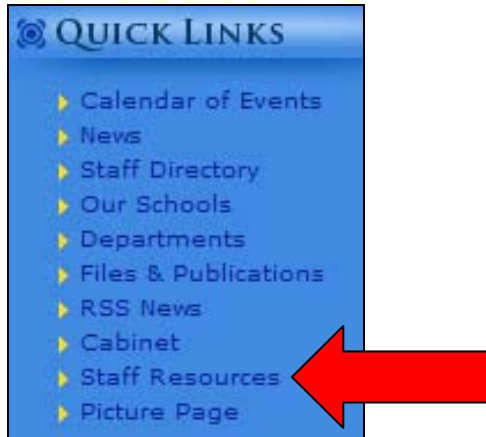 QUICK LINKS
Calendar of Events
News
Staff Directory
Our Schools
Departments
Files & Publications
RSS News
Cabinet
Staff Resources
Picture Page